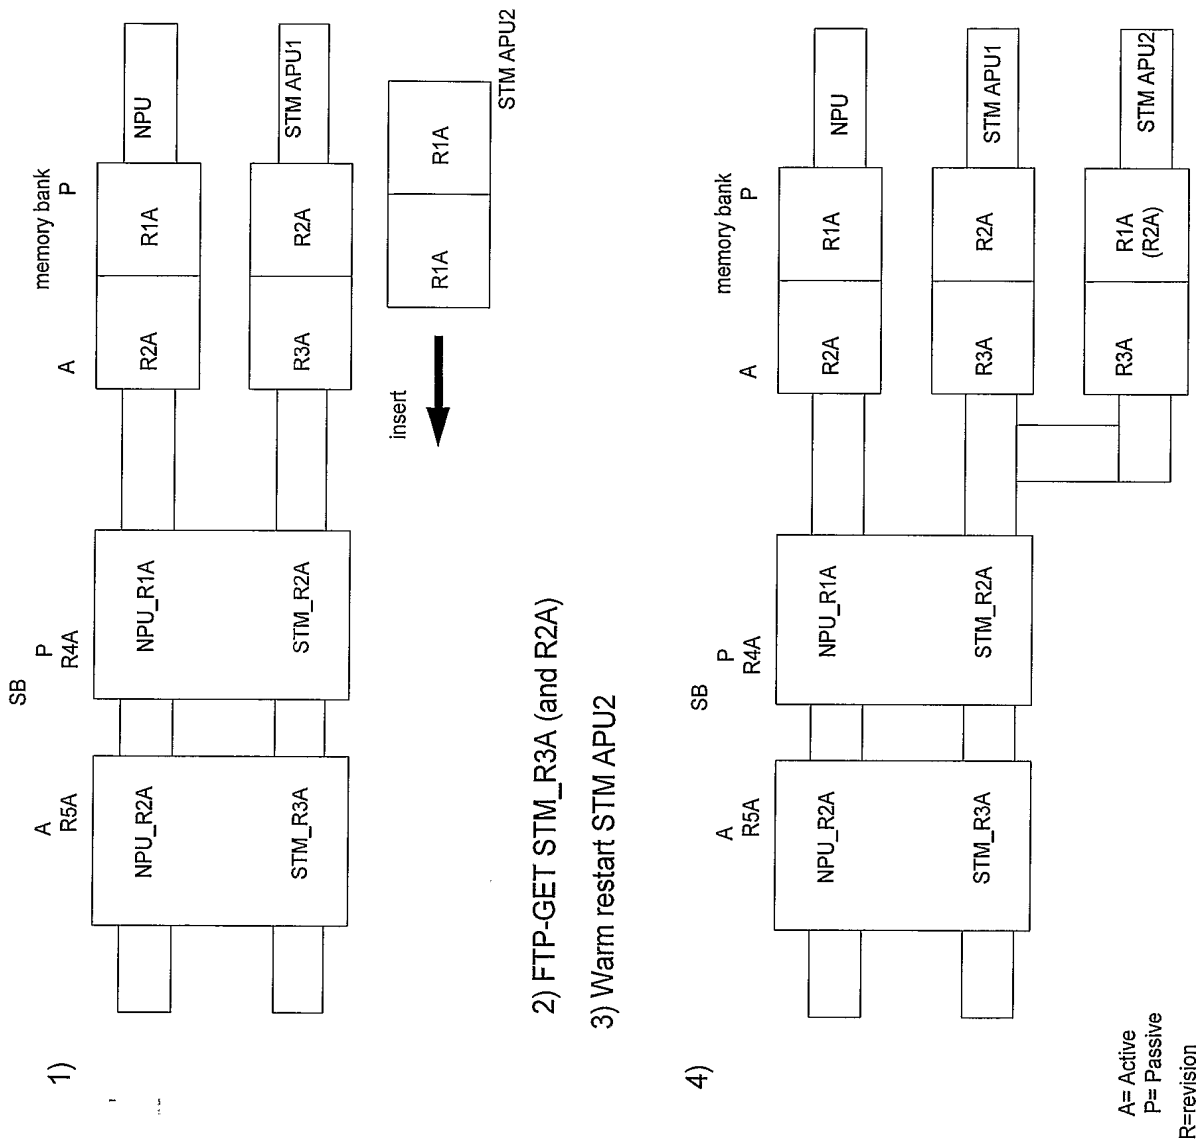 1)
SB
A
R5A
P
R4A
A
memory bank
P
NPU_R2A
NPU_R1A
R2A
R1A
NPU
STM_R3A
STM_R2A
R3A
R2A
STM APU1
insert
R1A
R1A
STM APU2
2) FTP-GET STM_R3A (and R2A)
3) Warm restart STM APU2
4)
SB
A
R5A
P
R4A
A
memory bank
P
NPU_R2A
NPU_R1A
R2A
R1A
NPU
STM_R3A
STM_R2A
R3A
R2A
STM APU1
R3A
R1A
(R2A)
STM APU2
A= Active
P= Passive
R=revision